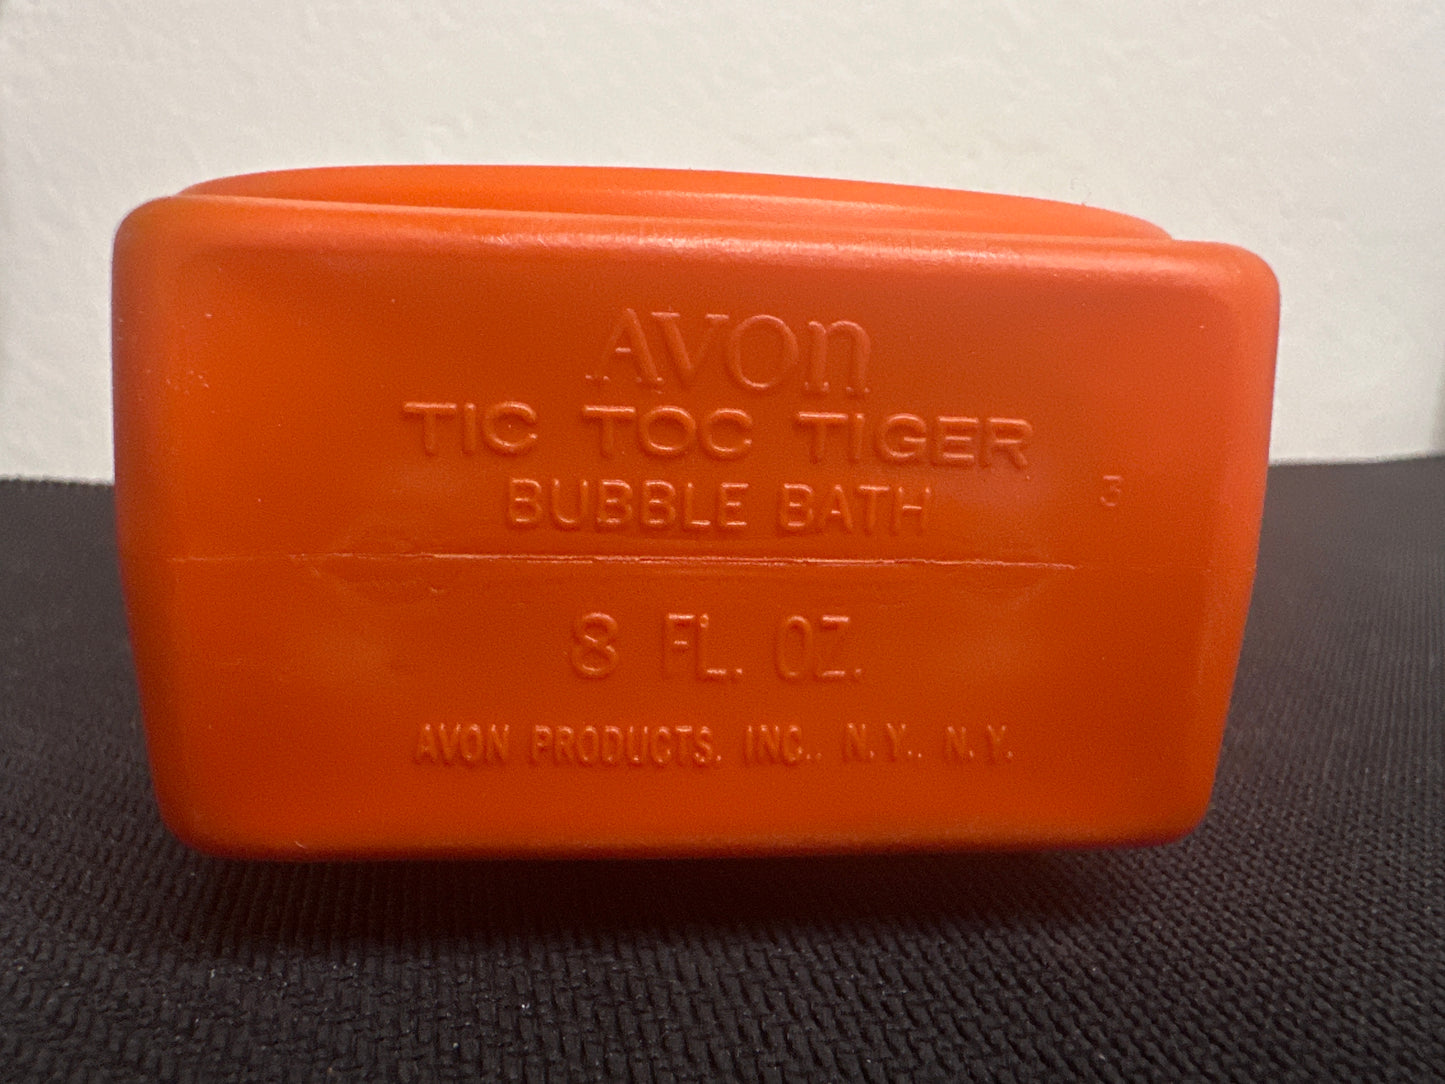 AVON
TIC TOC TIGER
BUBBLE BATH
3
8 FL. OZ.
AVON PRODUCTS, INC., N.Y., N.Y.